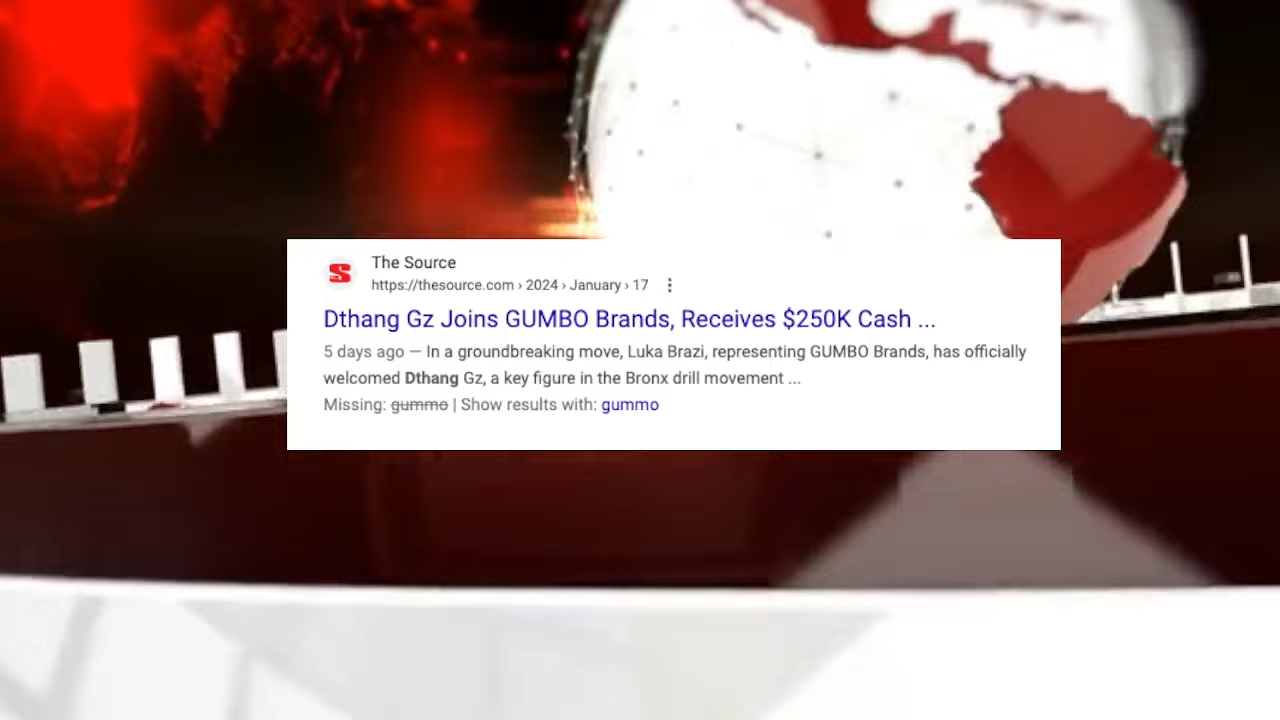 The Source
https://thesource.com › 2024 › January › 17
Dthang Gz Joins GUMBO Brands, Receives $250K Cash ...
5 days ago — In a groundbreaking move, Luka Brazi, representing GUMBO Brands, has officially
welcomed Dthang Gz, a key figure in the Bronx drill movement ...
Missing: gummo | Show results with: gummo